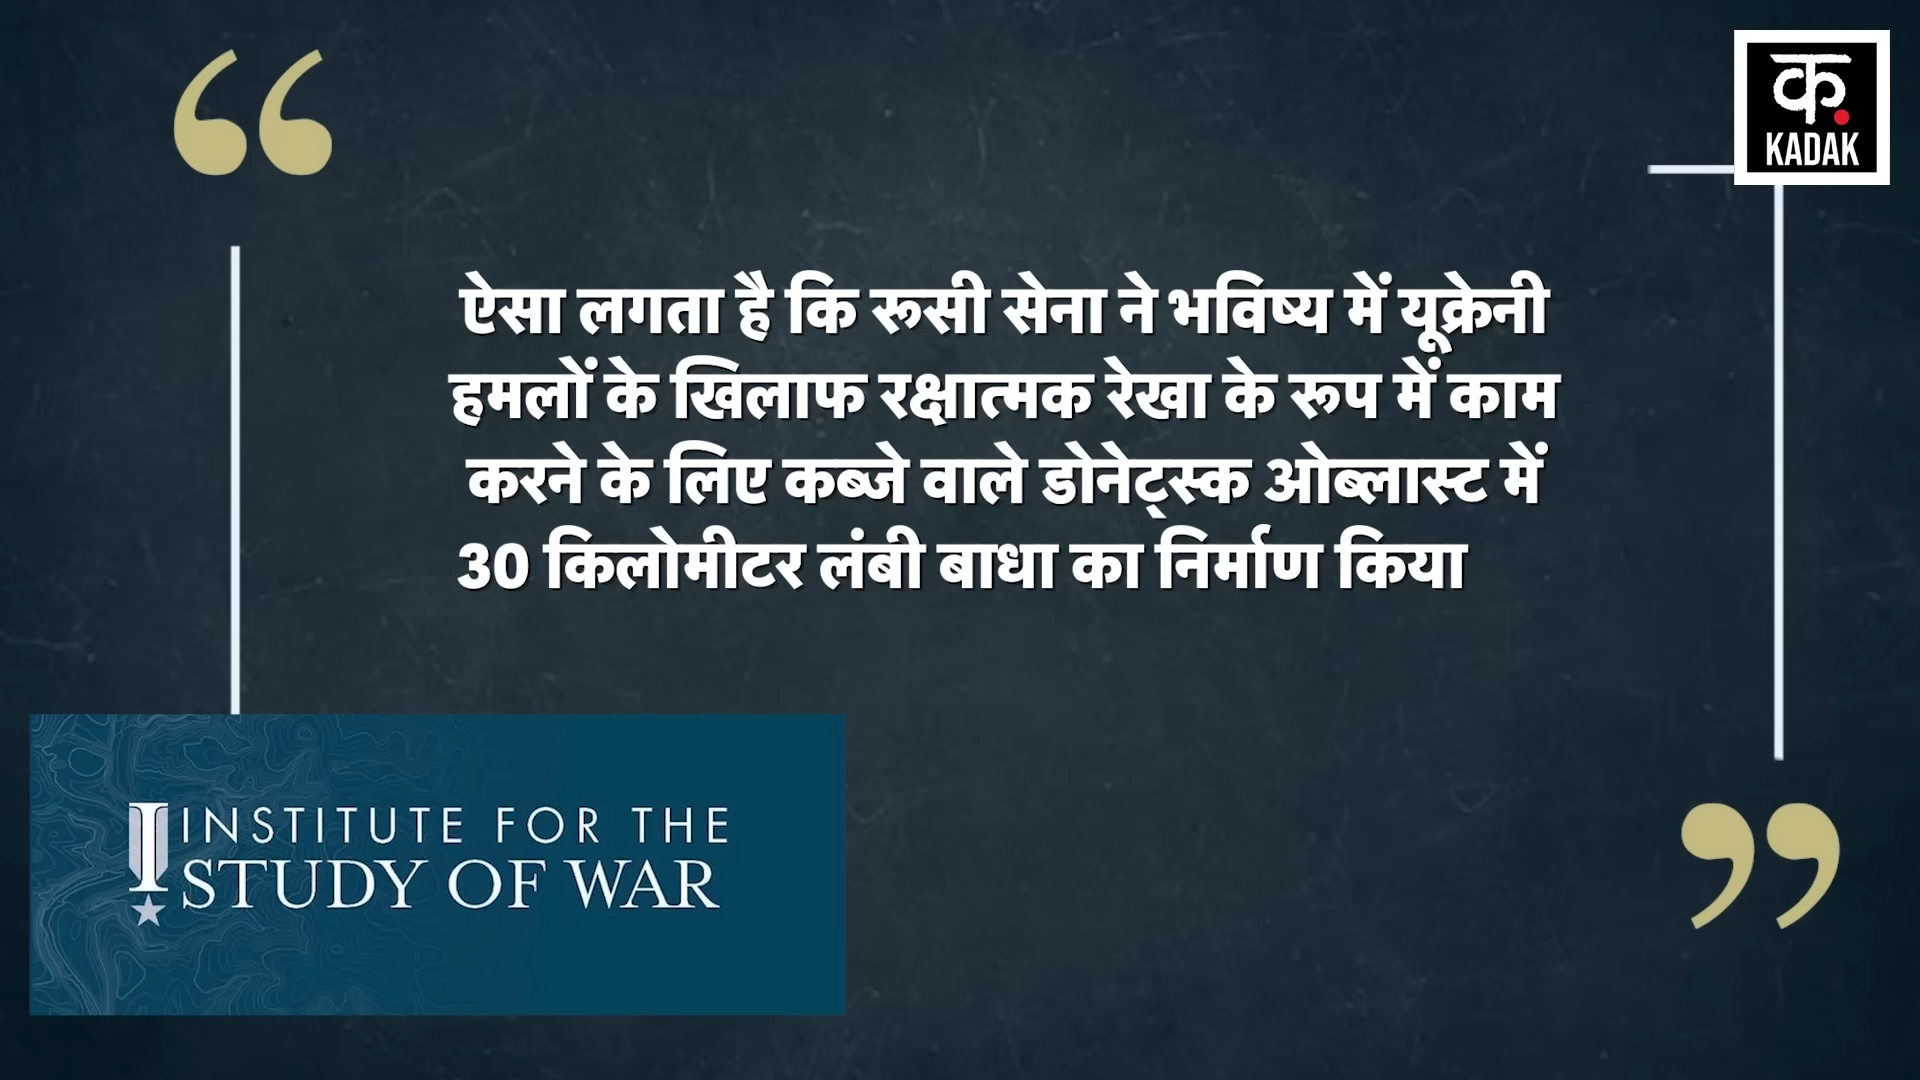 क
KADAK
ऐसा लगता है कि रूसी सेना ने भविष्य में यूक्रेनी
हमलों के खिलाफ रक्षात्मक रेखा के रूप में काम
करने के लिए कब्जे वाले डोनेट्स्क ओब्लास्ट में
30 किलोमीटर लंबी बाधा का निर्माण किया
INSTITUTE FOR THE
STUDY OF WAR